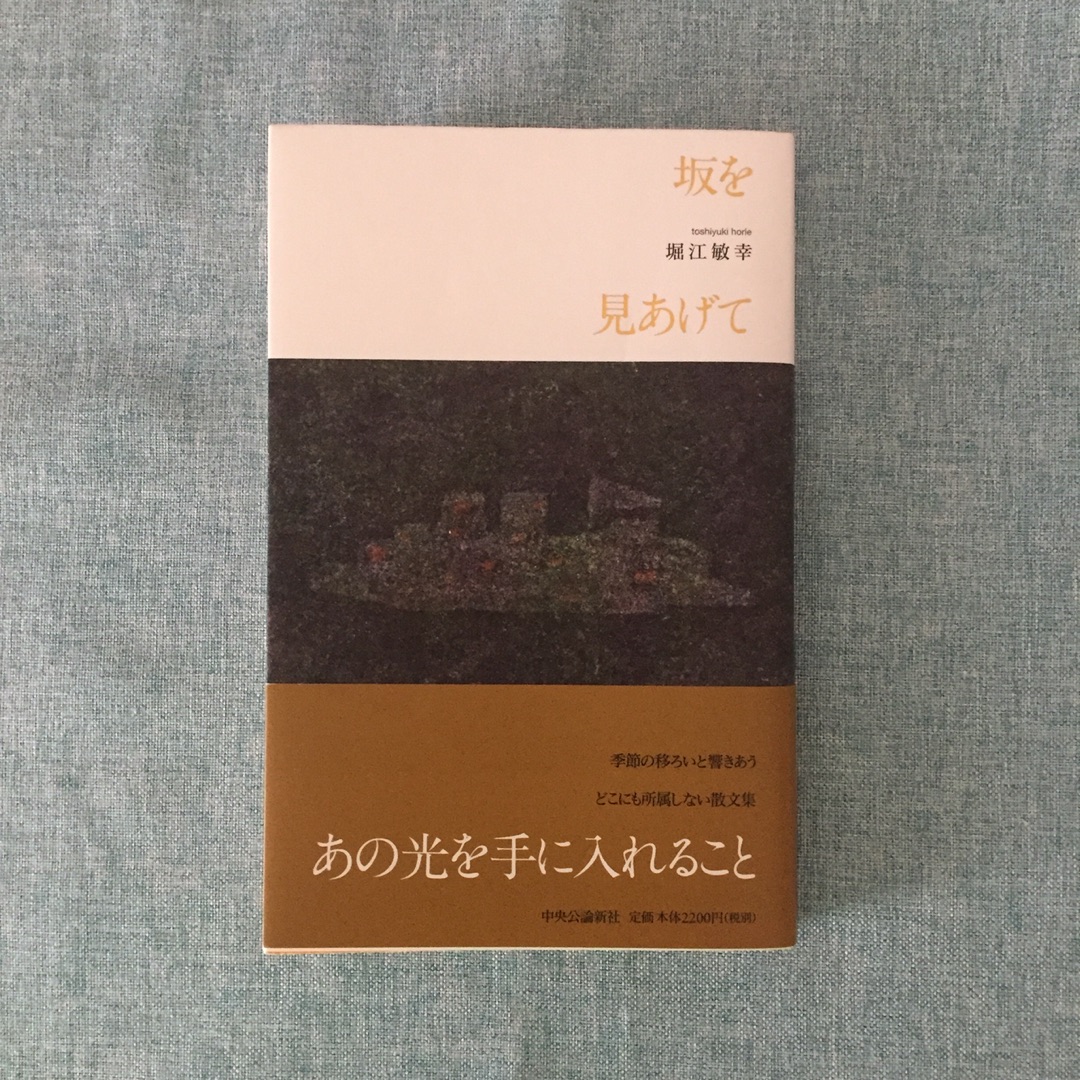 坂を
toshiyuki horie
堀江敏幸
見あげて
季節の移ろいと響きあう
どこにも所属しない散文集
あの光を手に入れること
中央公論新社 定価 本体2200円(税別)